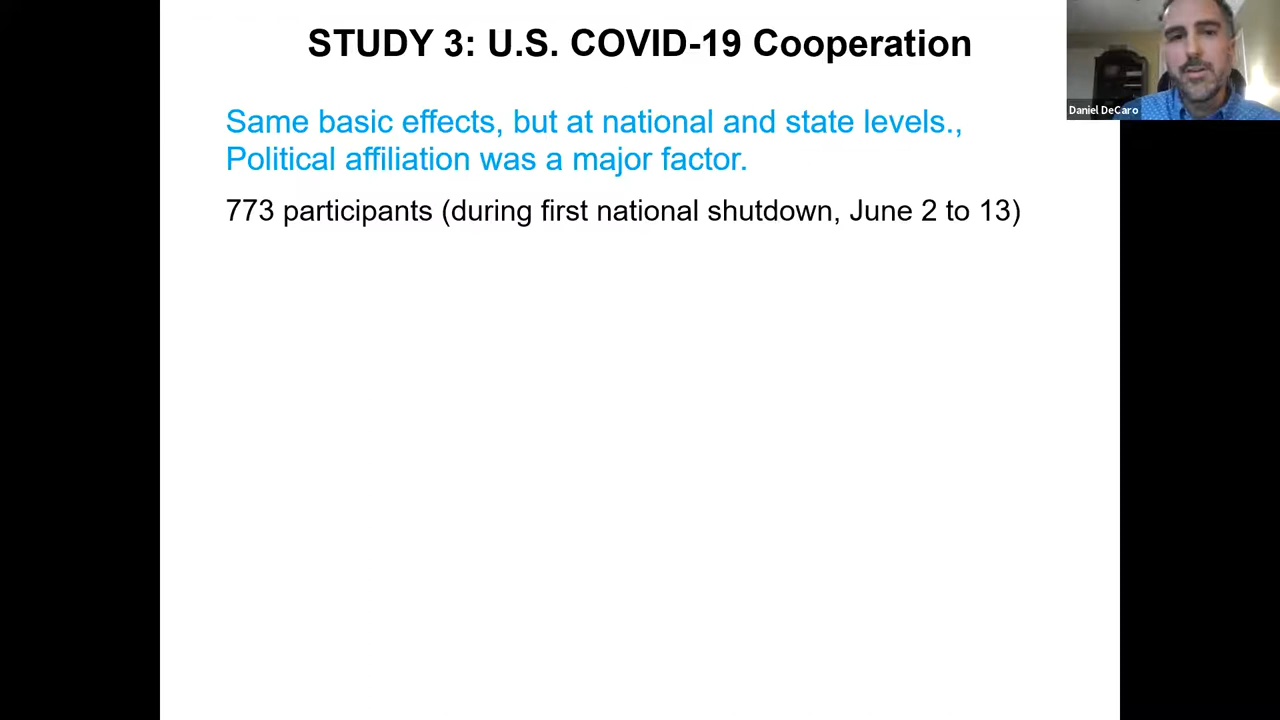 STUDY 3: U.S. COVID-19 Cooperation
Daniel DeCaro
Same basic effects, but at national and state levels.,
Political affiliation was a major factor.
773 participants (during first national shutdown, June 2 to 13)